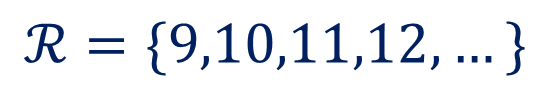 ℛ = {9,10,11,12, … }